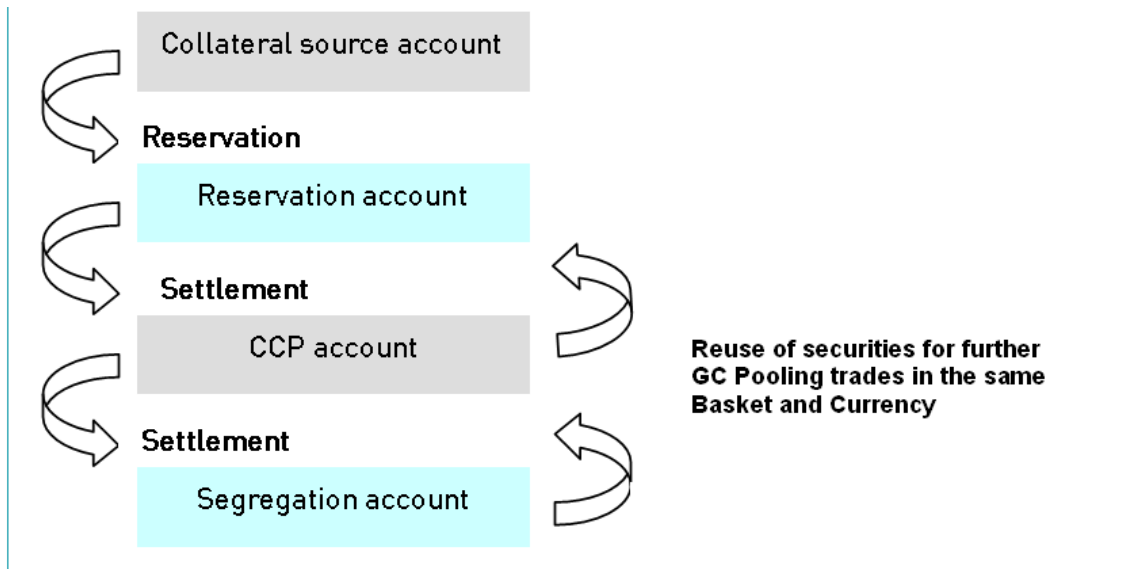 Collateral source account
Reservation
Reservation account
Settlement
CCP account
Reuse of securities for further
GC Pooling trades in the same
Basket and Currency
Settlement
Segregation account